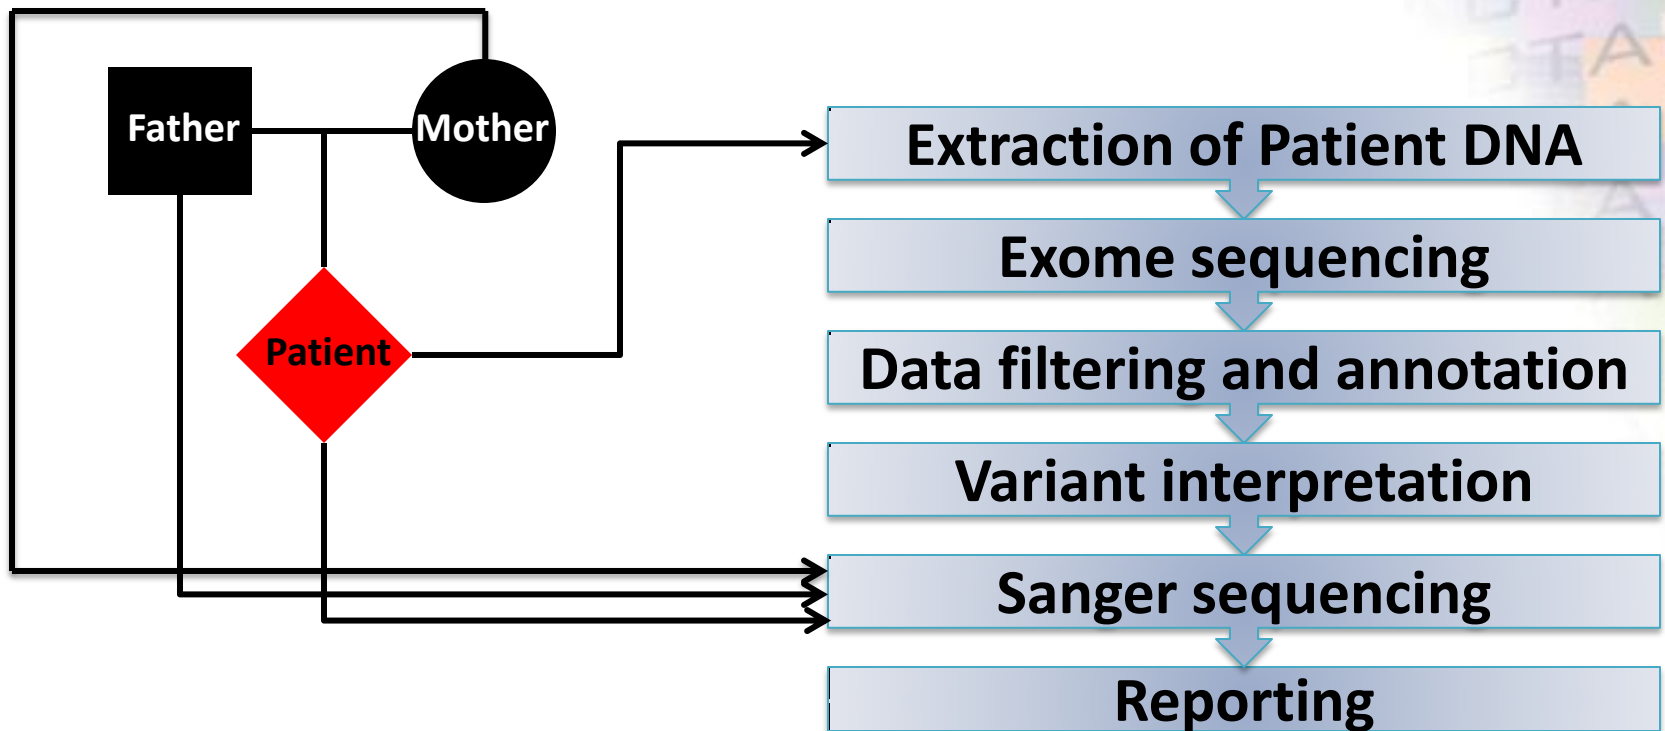 Father
Mother
Patient
Extraction of Patient DNA
Exome sequencing
Data filtering and annotation
Variant interpretation
Sanger sequencing
Reporting
T A
A
A